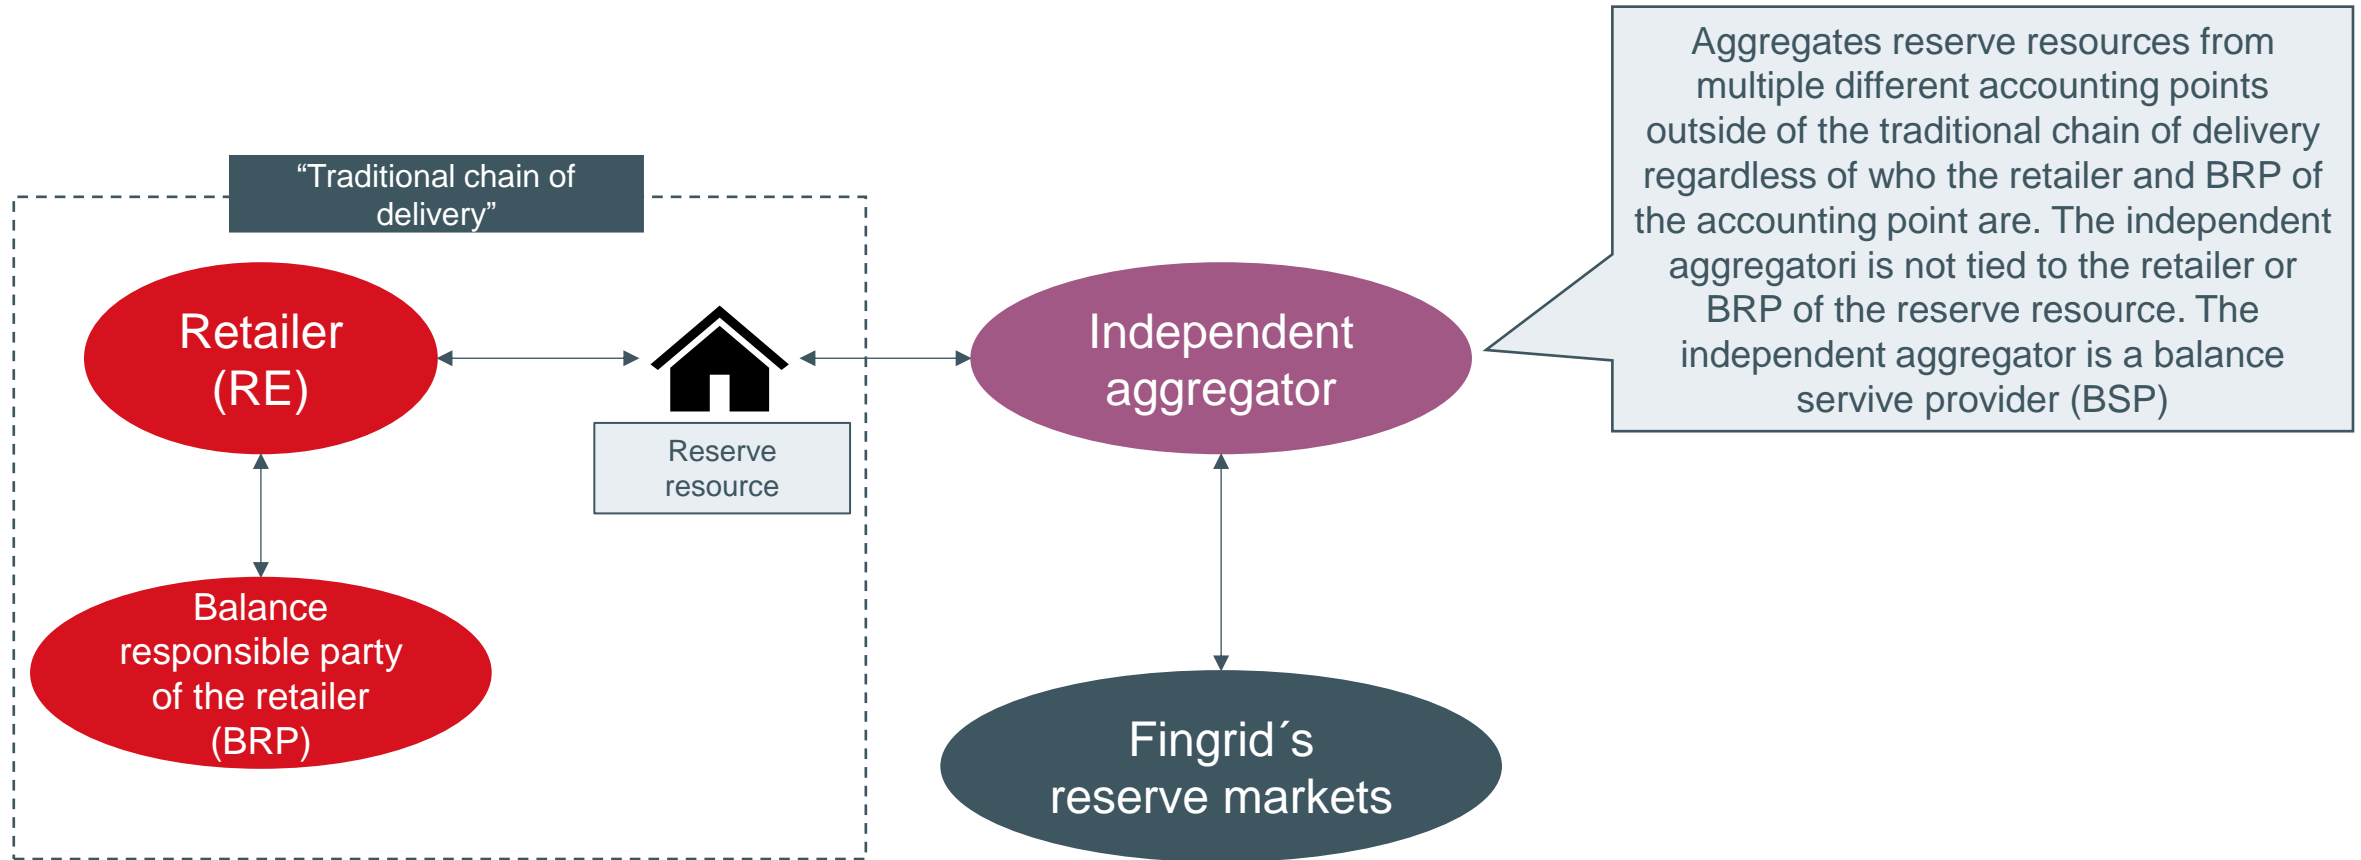 “Traditional chain of
delivery”
Retailer
(RE)
Reserve
resource
Balance
responsible party
of the retailer
(BRP)
Independent
aggregator
Fingrid´s
reserve markets
Aggregates reserve resources from
multiple different accounting points
outside of the traditional chain of delivery
regardless of who the retailer and BRP of
the accounting point are. The independent
aggregatori is not tied to the retailer or
BRP of the reserve resource. The
independent aggregator is a balance
servive provider (BSP)